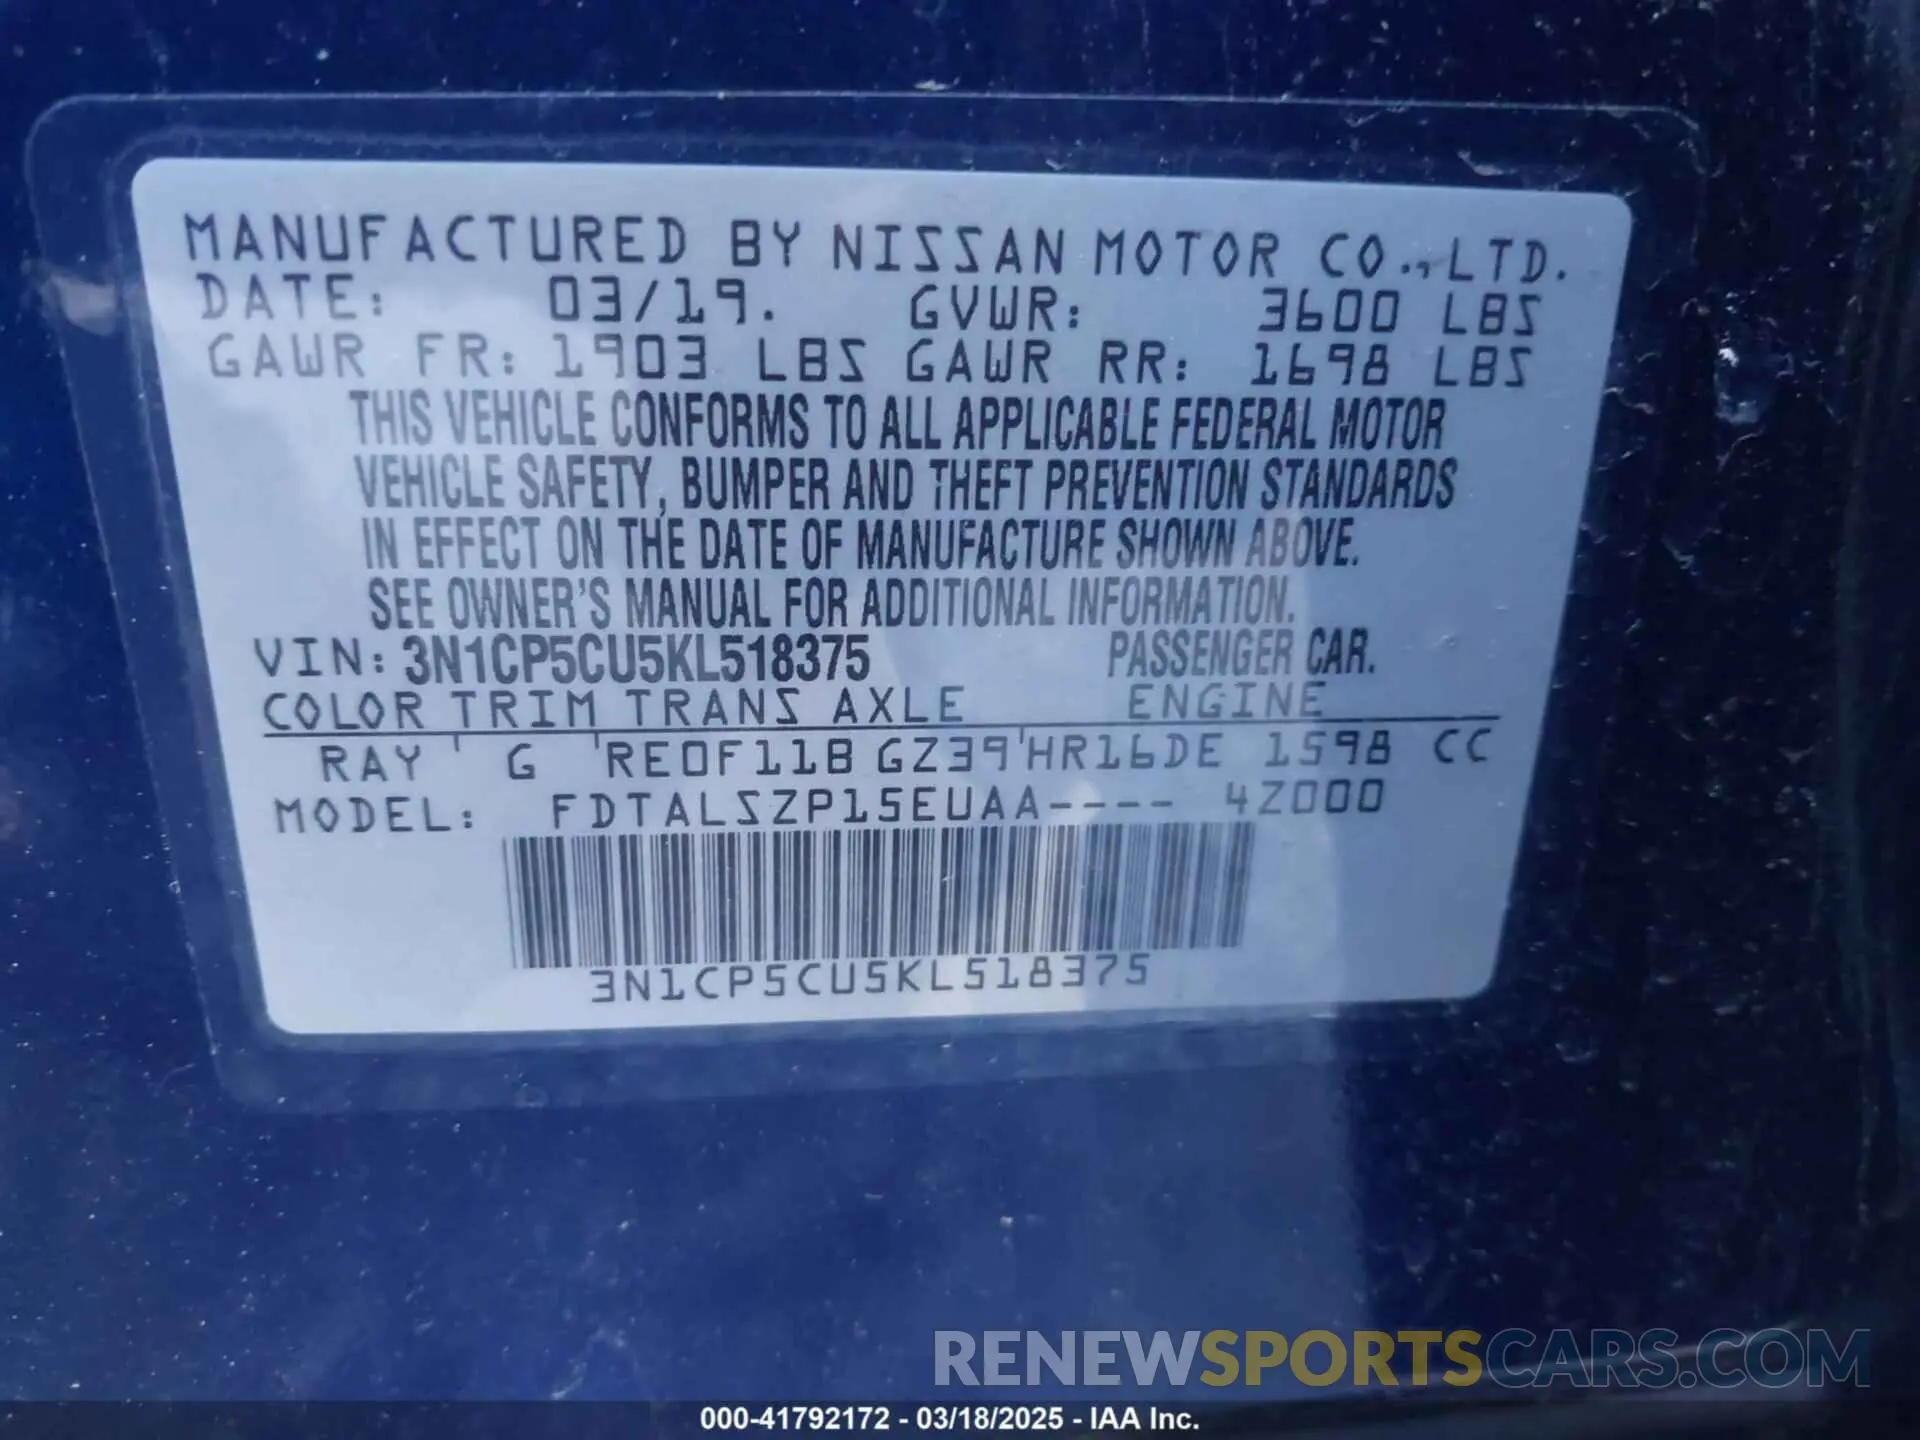 MANUFACTURED BY NISSAN MOTOR CO., LTD.
DATE: 03/19. GVWR: 3600 LBS
GAWR FR: 1903 LBS GAWR RR: 1698 LBS
THIS VEHICLE CONFORMS TO ALL APPLICABLE FEDERAL MOTOR
VEHICLE SAFETY, BUMPER AND THEFT PREVENTION STANDARDS
IN EFFECT ON THE DATE OF MANUFACTURE SHOWN ABOVE.
SEE OWNER'S MANUAL FOR ADDITIONAL INFORMATION.
VIN: 3N1CP5CU5KL518375 PASSENGER CAR.
COLOR TRIM TRANS AXLE ENGINE
RAY G RE0F11B GZ39 HR16DE 1598 CC
MODEL: FDTALSZP15EUAA---- 4Z000
3N1CP5CU5KL518375
RENEWSPORTSCARS.COM
000-41792172 - 03/18/2025 - IAA Inc.